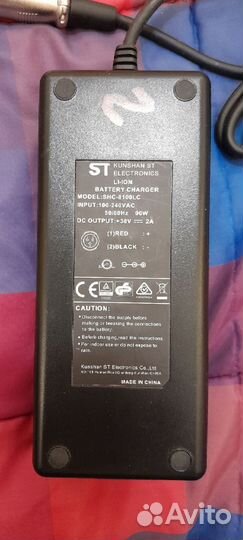 2
ST KUNSHAN ST
ELECTRONICS
LI-ION
BATTERY CHARGER
MODEL:SHC-8100LC
INPUT:100-240VAC
50/60Hz 90W
DC OUTPUT:+36V ⎓ 2A
(1)RED : +
(2)BLACK : -
CAUTION:
• Disconnect the supply before
making or breaking the connections
to the battery.
• Before charging,read the instructions.
• For indoor use or do not expose to
rain.
Kunshan ST Electronics Co.,Ltd
MADE IN CHINA
Avito